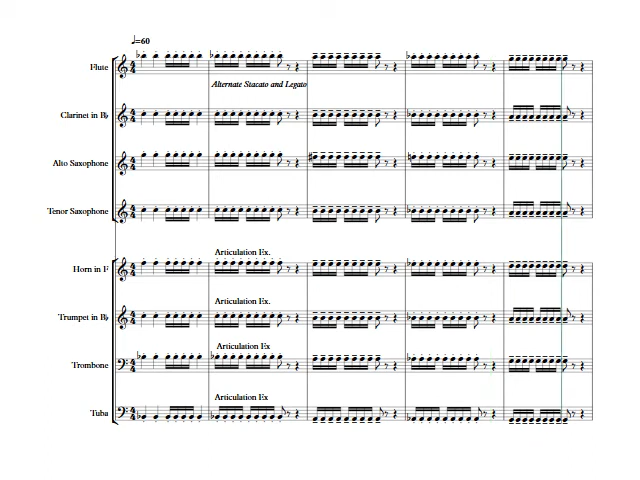 ♩=60
Flute
Alternate Stacato and Legato
Clarinet in B♭
Alto Saxophone
Tenor Saxophone
Articulation Ex.
Horn in F
Articulation Ex.
Trumpet in B♭
Articulation Ex
Trombone
Articulation Ex
Tuba